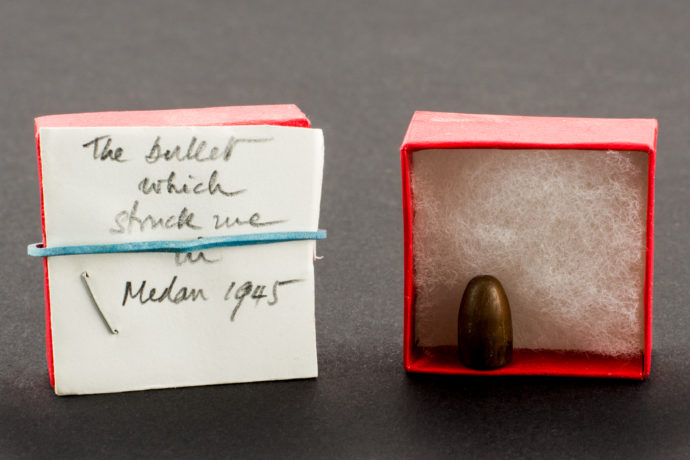 The bullet
which
struck me
in
Medan 1945